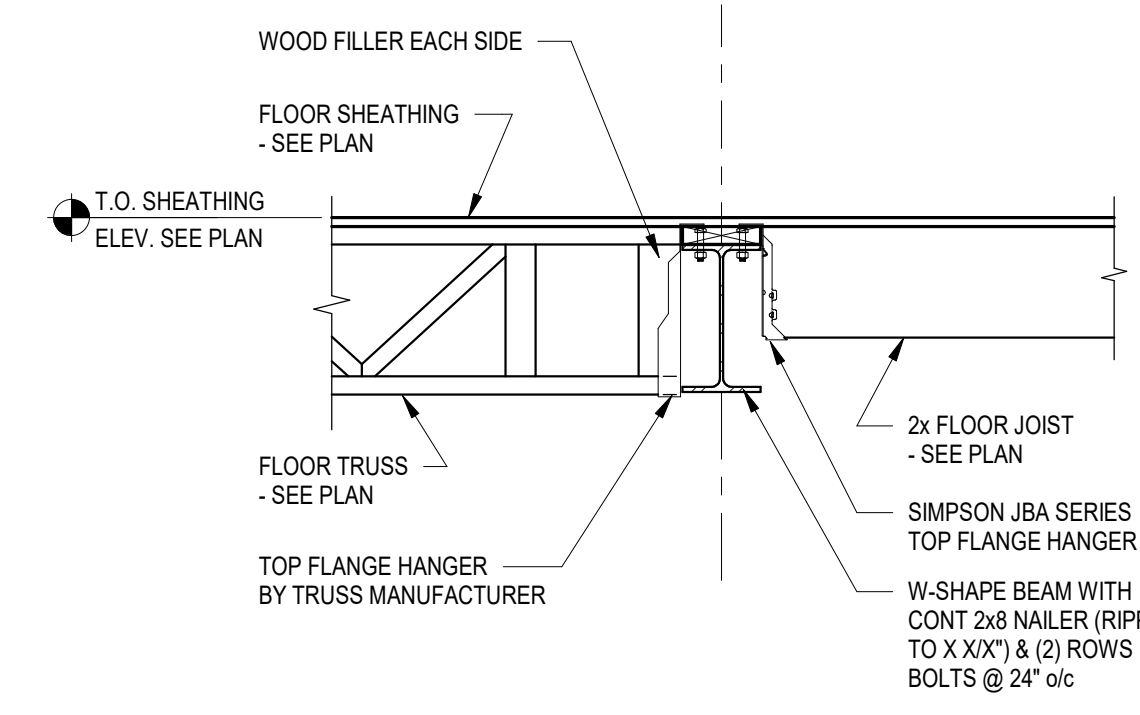 WOOD FILLER EACH SIDE
FLOOR SHEATHING
- SEE PLAN
T.O. SHEATHING
ELEV. SEE PLAN
FLOOR TRUSS
- SEE PLAN
TOP FLANGE HANGER
BY TRUSS MANUFACTURER
2x FLOOR JOIST
- SEE PLAN
SIMPSON JBA SERIES
TOP FLANGE HANGER
W-SHAPE BEAM WITH
CONT 2x8 NAILER
TO X X/X") & (2) ROWS
BOLTS @ 24" o/c